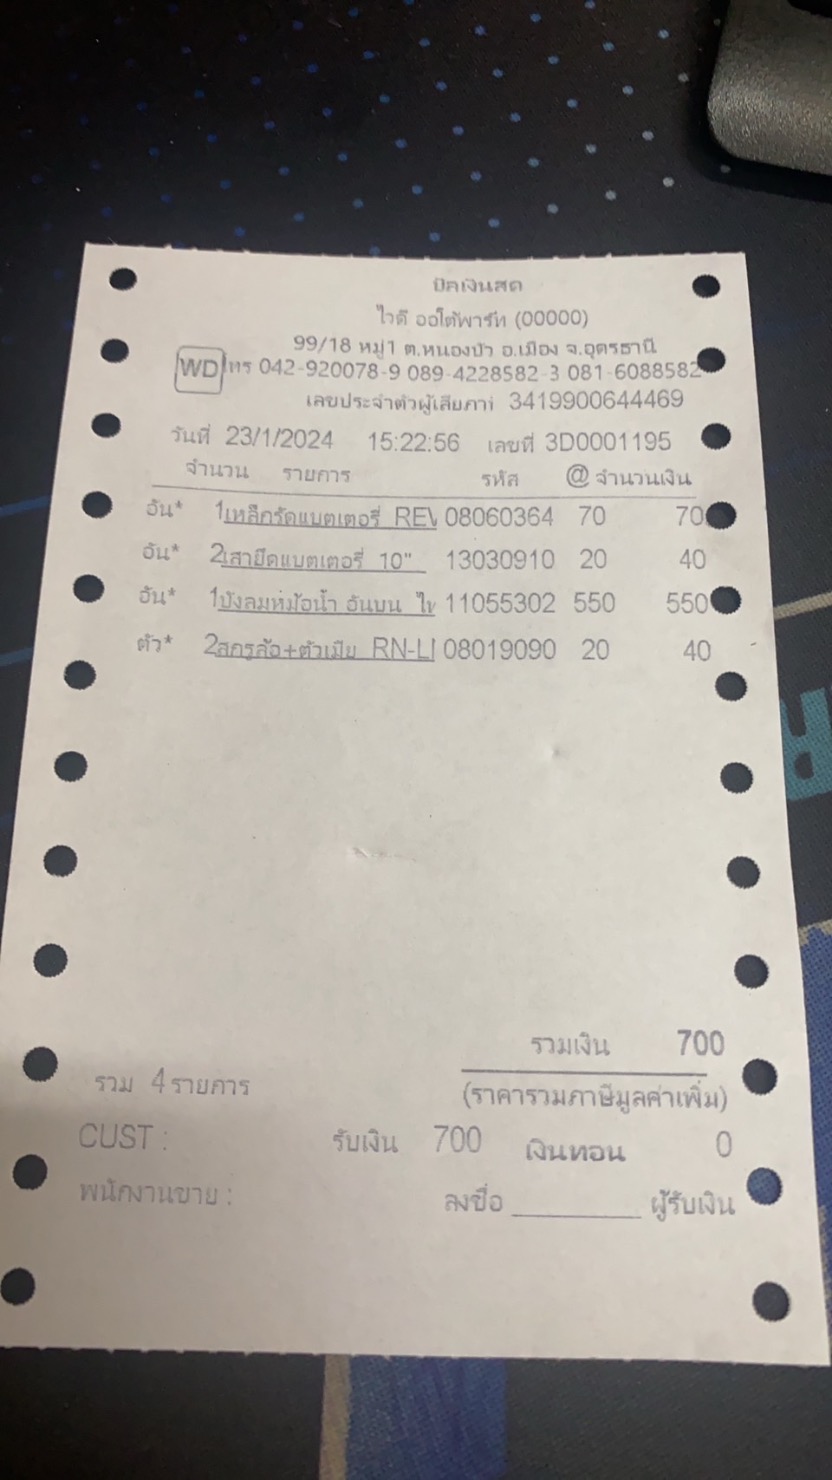 บิลเงินสด
ไวดี ออโต้พาร์ท (00000)
99/18 หมู่1 ต.หนองบัว อ.เมือง จ.อุดรธานี
WD โทร 042-920078-9 089-4228582-3 081-6088582
เลขประจำตัวผู้เสียภาษี 3419900644469
วันที่ 23/1/2024 15:22:56 เลขที่ 3D0001195
จำนวน รายการ รหัส @ จำนวนเงิน
อัน* 1 เหล็กรัดแบตเตอรี่ REV 08060364 70 70
อัน* 2 เสายึดแบตเตอรี่ 10" 13030910 20 40
อัน* 1 บังลมหม้อน้ำ อันบน 11055302 550 550
ตัว* 2 สกรูล้อ+ตัวเมีย RN-LI 08019090 20 40
รวมเงิน 700
รวม 4 รายการ (ราคารวมภาษีมูลค่าเพิ่ม)
CUST : รับเงิน 700 เงินทอน 0
พนักงานขาย : ลงชื่อ ________ ผู้รับเงิน